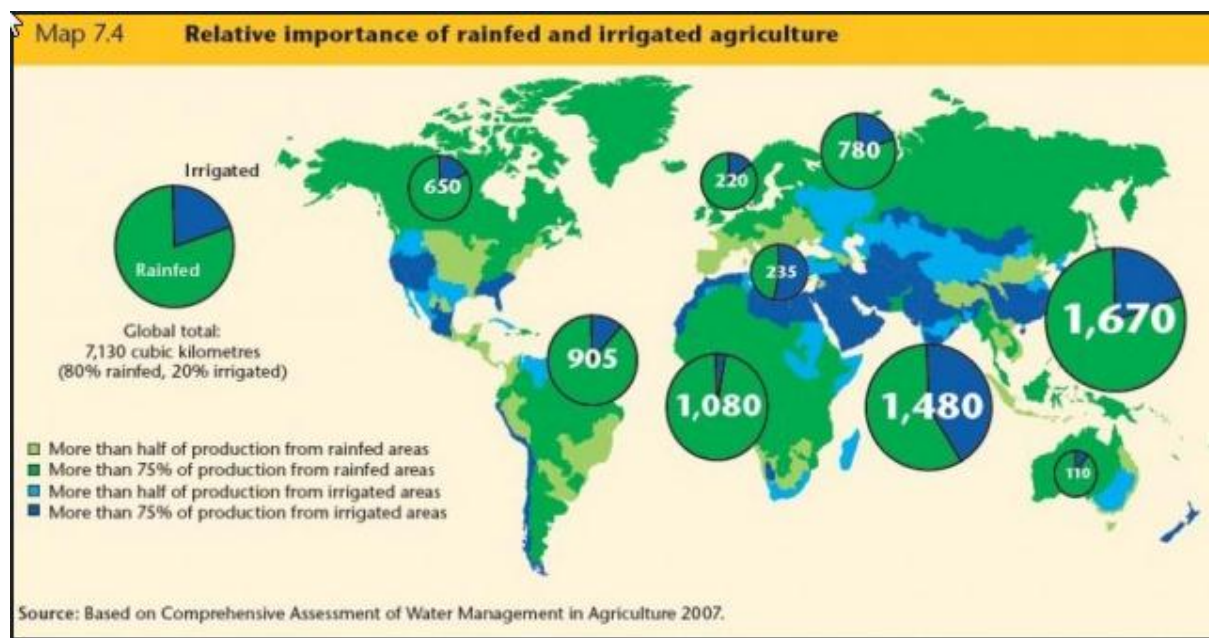 Map 7.4 Relative importance of rainfed and irrigated agriculture
780
650
220
Irrigated
Rainfed
235
1,670
Global total:
7,130 cubic kilometres
(80% rainfed, 20% irrigated)
905
1,080
1,480
110
More than half of production from rainfed areas
More than 75% of production from rainfed areas
More than half of production from irrigated areas
More than 75% of production from irrigated areas
Source: Based on Comprehensive Assessment of Water Management in Agriculture 2007.